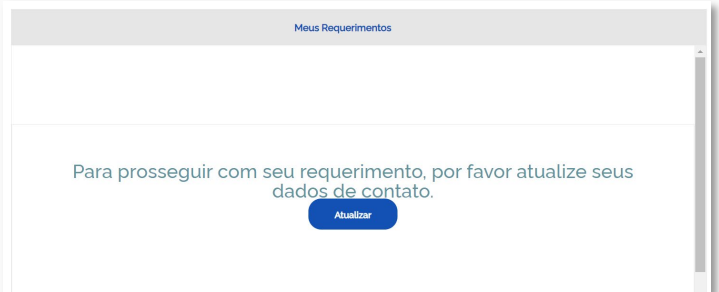 Meus Requerimentos
Para prosseguir com seu requerimento, por favor atualize seus
dados de contato.
Atualizar